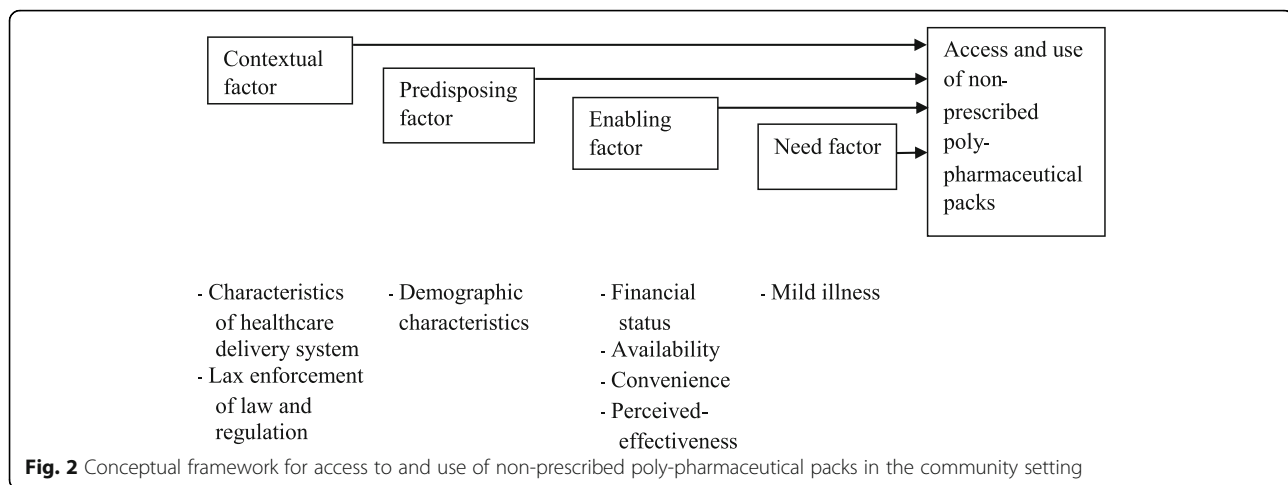 Contextual
factor
Predisposing
factor
Enabling
factor
Need factor
Access and use
of non-
prescribed
poly-
pharmaceutical
packs
- Characteristics
of healthcare
delivery system
- Lax enforcement
of law and
regulation
- Demographic
characteristics
- Financial
status
- Availability
- Convenience
- Perceived-
effectiveness
- Mild illness
Fig. 2 Conceptual framework for access to and use of non-prescribed poly-pharmaceutical packs in the community setting